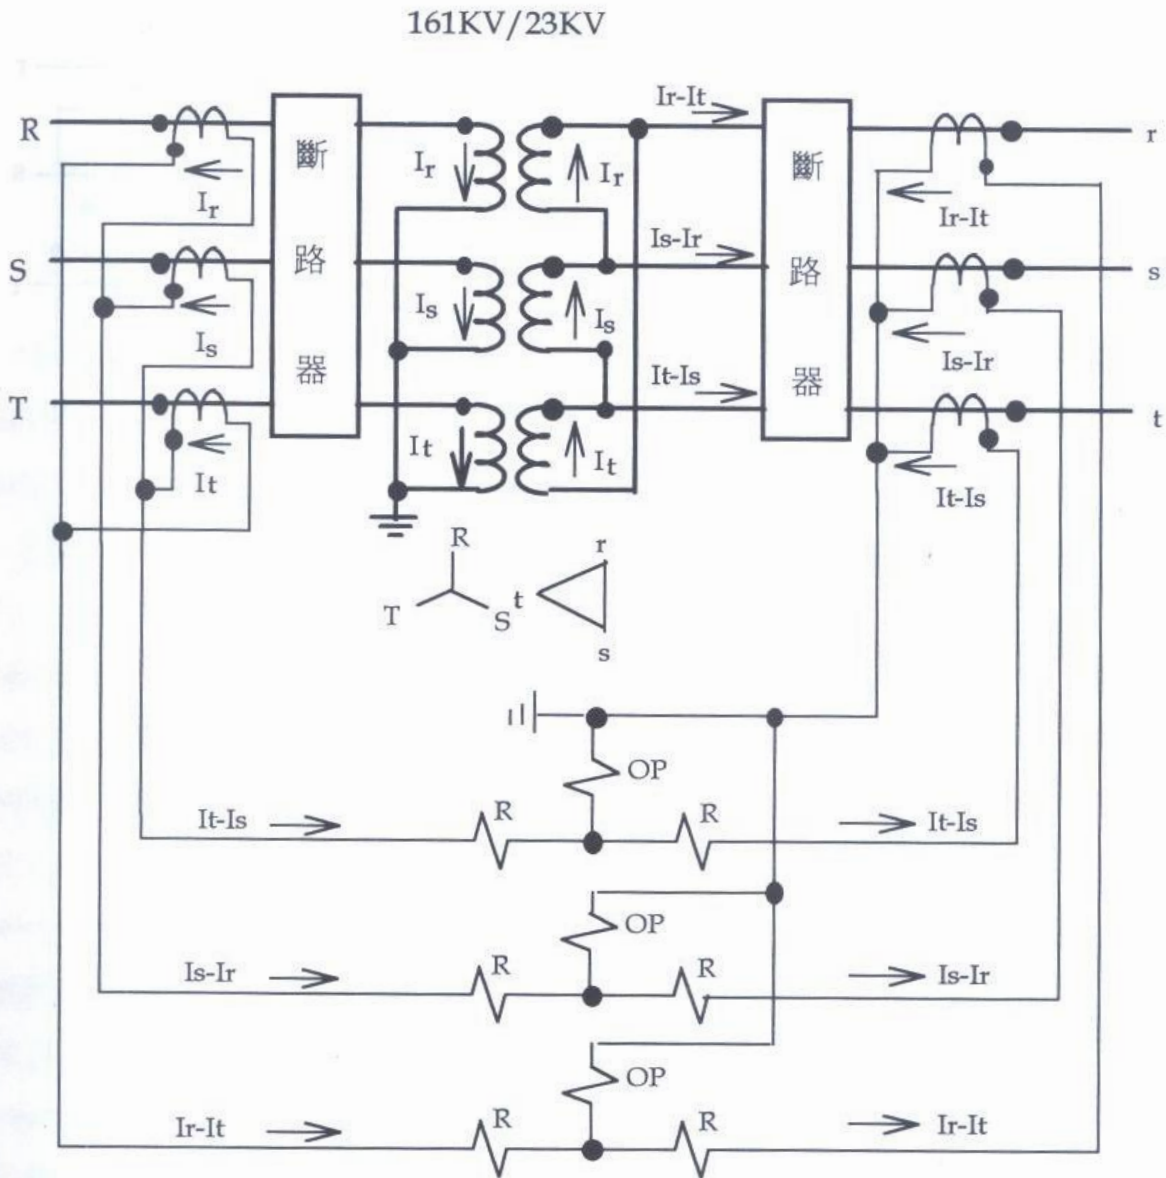 161KV/23KV
R
Ir
斷路器
Ir
Ir
Ir-It
斷路器
r
Ir-It
S
Is
Is
Is
Is-Ir
s
Is-Ir
T
It
It
It
It-Is
t
It-Is
R
T
S
r
t
s
OP
It-Is
R
R
It-Is
OP
Is-Ir
R
R
Is-Ir
OP
Ir-It
R
R
Ir-It